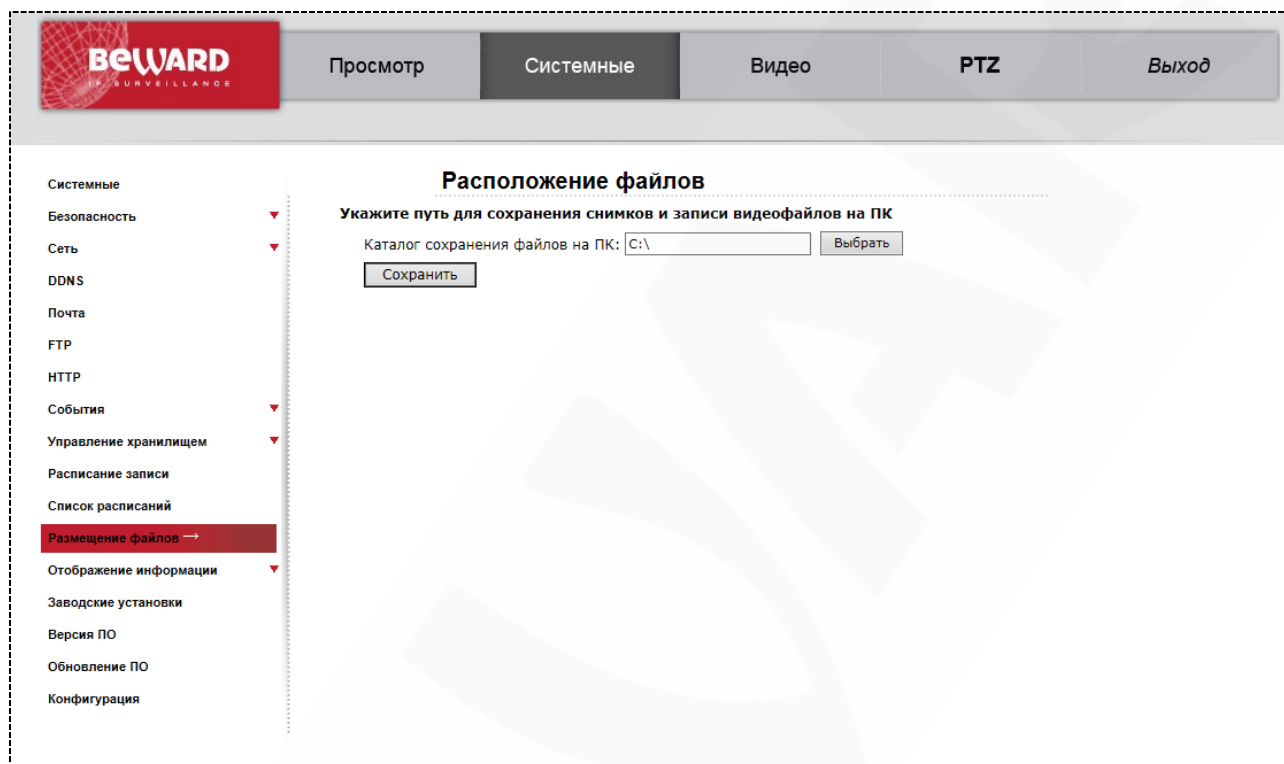 BEWARD
IP SURVEILLANCE
Просмотр
Системные
Видео
PTZ
Выход
Системные
Безопасность
Сеть
DDNS
Почта
FTP
HTTP
События
Управление хранилищем
Расписание записи
Список расписаний
Размещение файлов →
Отображение информации
Заводские установки
Версия ПО
Обновление ПО
Конфигурация
Расположение файлов
Укажите путь для сохранения снимков и записи видеофайлов на ПК
Каталог сохранения файлов на ПК: C:\ Выбрать
Сохранить